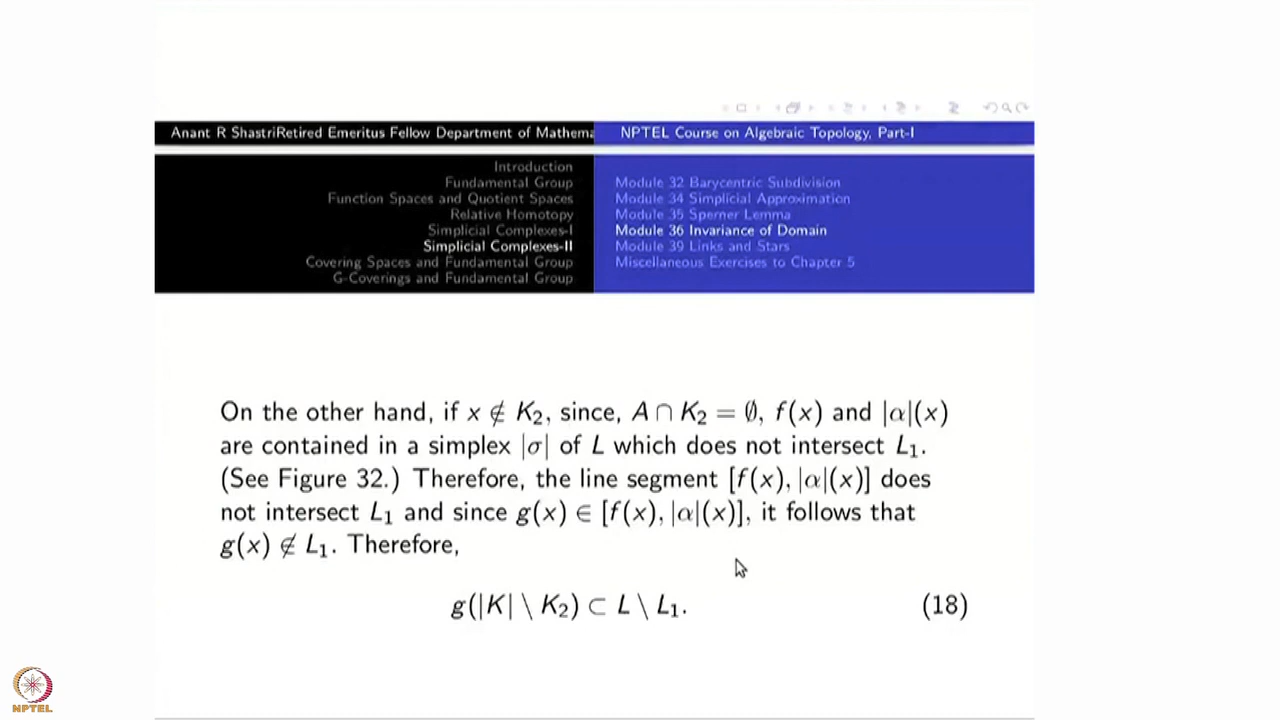 Anant R ShastriRetired Emeritus Fellow Department of Mathema
NPTEL Course on Algebraic Topology, Part-I
Introduction
Fundamental Group
Function Spaces and Quotient Spaces
Relative Homotopy
Simplicial Complexes-I
Simplicial Complexes-II
Covering Spaces and Fundamental Group
G-Coverings and Fundamental Group
Module 32 Barycentric Subdivision
Module 34 Simplicial Approximation
Module 35 Sperner Lemma
Module 36 Invariance of Domain
Module 39 Links and Stars
Miscellaneous Exercises to Chapter 5
On the other hand, if x ∉ K₂, since, A ∩ K₂ = ∅, f(x) and |α|(x)
are contained in a simplex |σ| of L which does not intersect L₁.
(See Figure 32.) Therefore, the line segment [f(x), |α|(x)] does
not intersect L₁ and since g(x) ∈ [f(x), |α|(x)], it follows that
g(x) ∉ L₁. Therefore,
g(|K| \ K₂) ⊂ L \ L₁. (18)
NPTEL